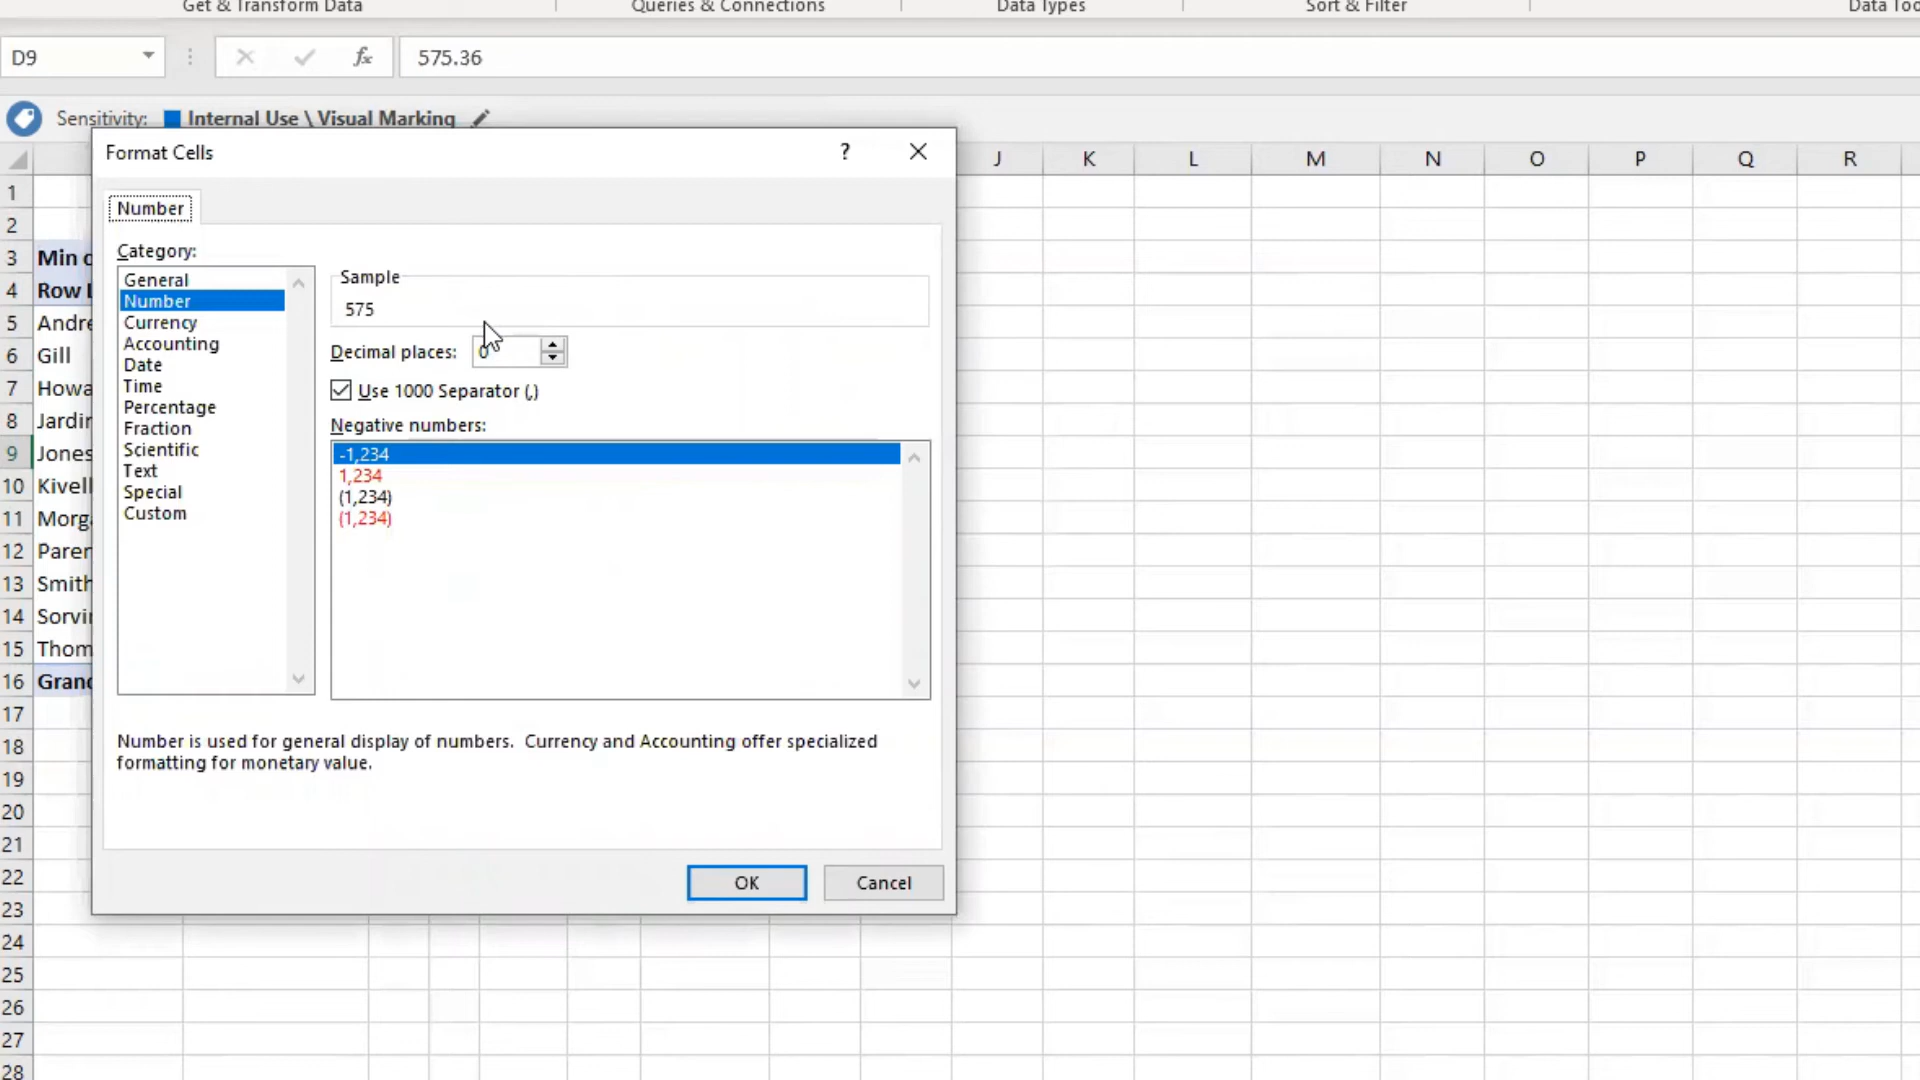 Get & Transform Data Queries & Connections Data Types Sort & Filter
D9 fx 575.36
Sensitivity: Internal Use \ Visual Marking
Format Cells ?
J K L M N O P Q R
Number
Category:
General
Number
Currency
Accounting
Date
Time
Percentage
Fraction
Scientific
Text
Special
Custom
Sample
575
Decimal places: 0
Use 1000 Separator (,)
Negative numbers:
-1,234
1,234
(1,234)
(1,234)
Number is used for general display of numbers. Currency and Accounting offer specialized
formatting for monetary value.
OK Cancel
1
2
3 Min
4 Row
5
6 Gill
7
8
9 Jones
10
11
12
13 Smith
14
15
16
17
18
19
20
21
22
23
24
25
26
27
28